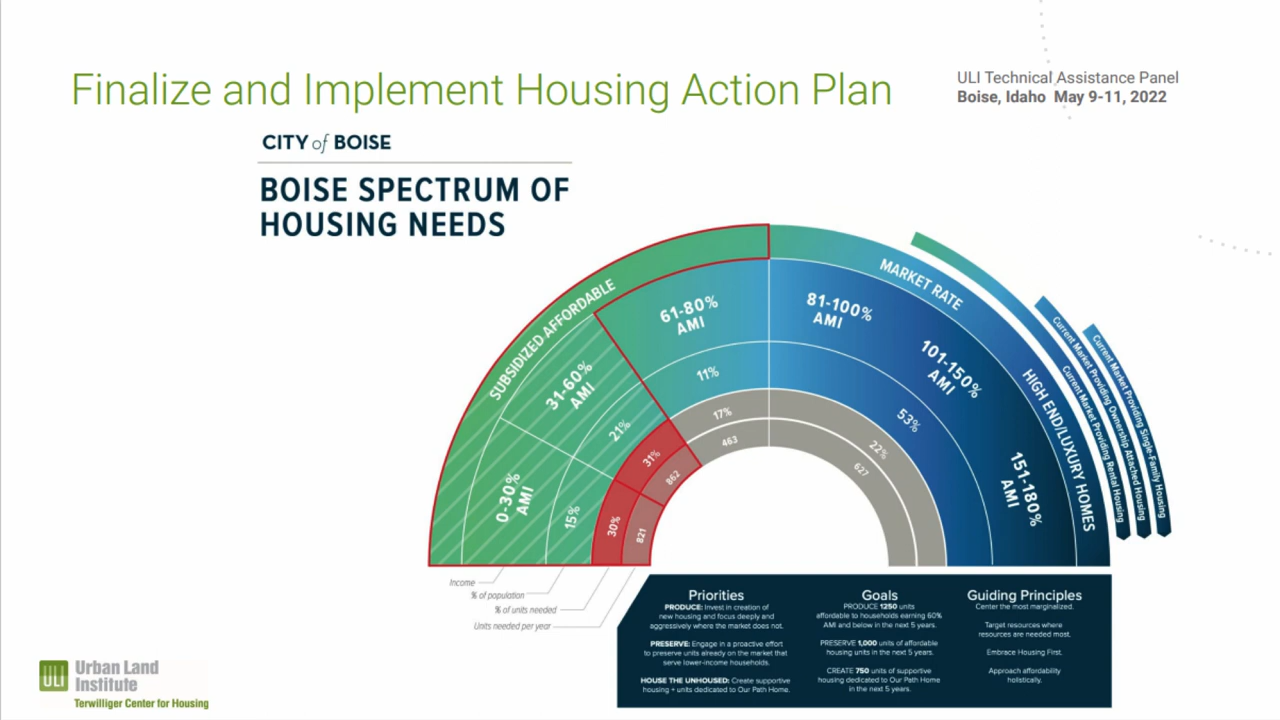 Finalize and Implement Housing Action Plan
ULI Technical Assistance Panel
Boise, Idaho May 9-11, 2022
CITY of BOISE
BOISE SPECTRUM OF
HOUSING NEEDS
SUBSIDIZED AFFORDABLE
MARKET RATE
HIGH END/LUXURY HOMES
0-30%
AMI
31-60%
AMI
61-80%
AMI
81-100%
AMI
101-150%
AMI
151-180%
AMI
15%
21%
11%
53%
30%
31%
17%
22%
821
862
463
627
Current Market Providing Rental Housing
Current Market Providing Ownership Attached Housing
Current Market Providing Single-Family Housing
Income
% of population
% of units needed
Units needed per year
Priorities
PRODUCE: Invest in creation of
new housing and focus deeply and
aggressively where the market does not.
PRESERVE: Engage in a proactive effort
to preserve units already on the market that
serve lower-income households.
HOUSE THE UNHOUSED: Create supportive
housing + units dedicated to Our Path Home.
Goals
PRODUCE 1250 units
affordable to households earning 60%
AMI and below in the next 5 years.
PRESERVE 1,000 units of affordable
housing units in the next 5 years.
CREATE 750 units of supportive
housing dedicated to Our Path Home
in the next 5 years.
Guiding Principles
Center the most marginalized.
Target resources where
resources are needed most.
Embrace Housing First.
Approach affordability
holistically.
ULI
Urban Land
Institute
Terwilliger Center for Housing